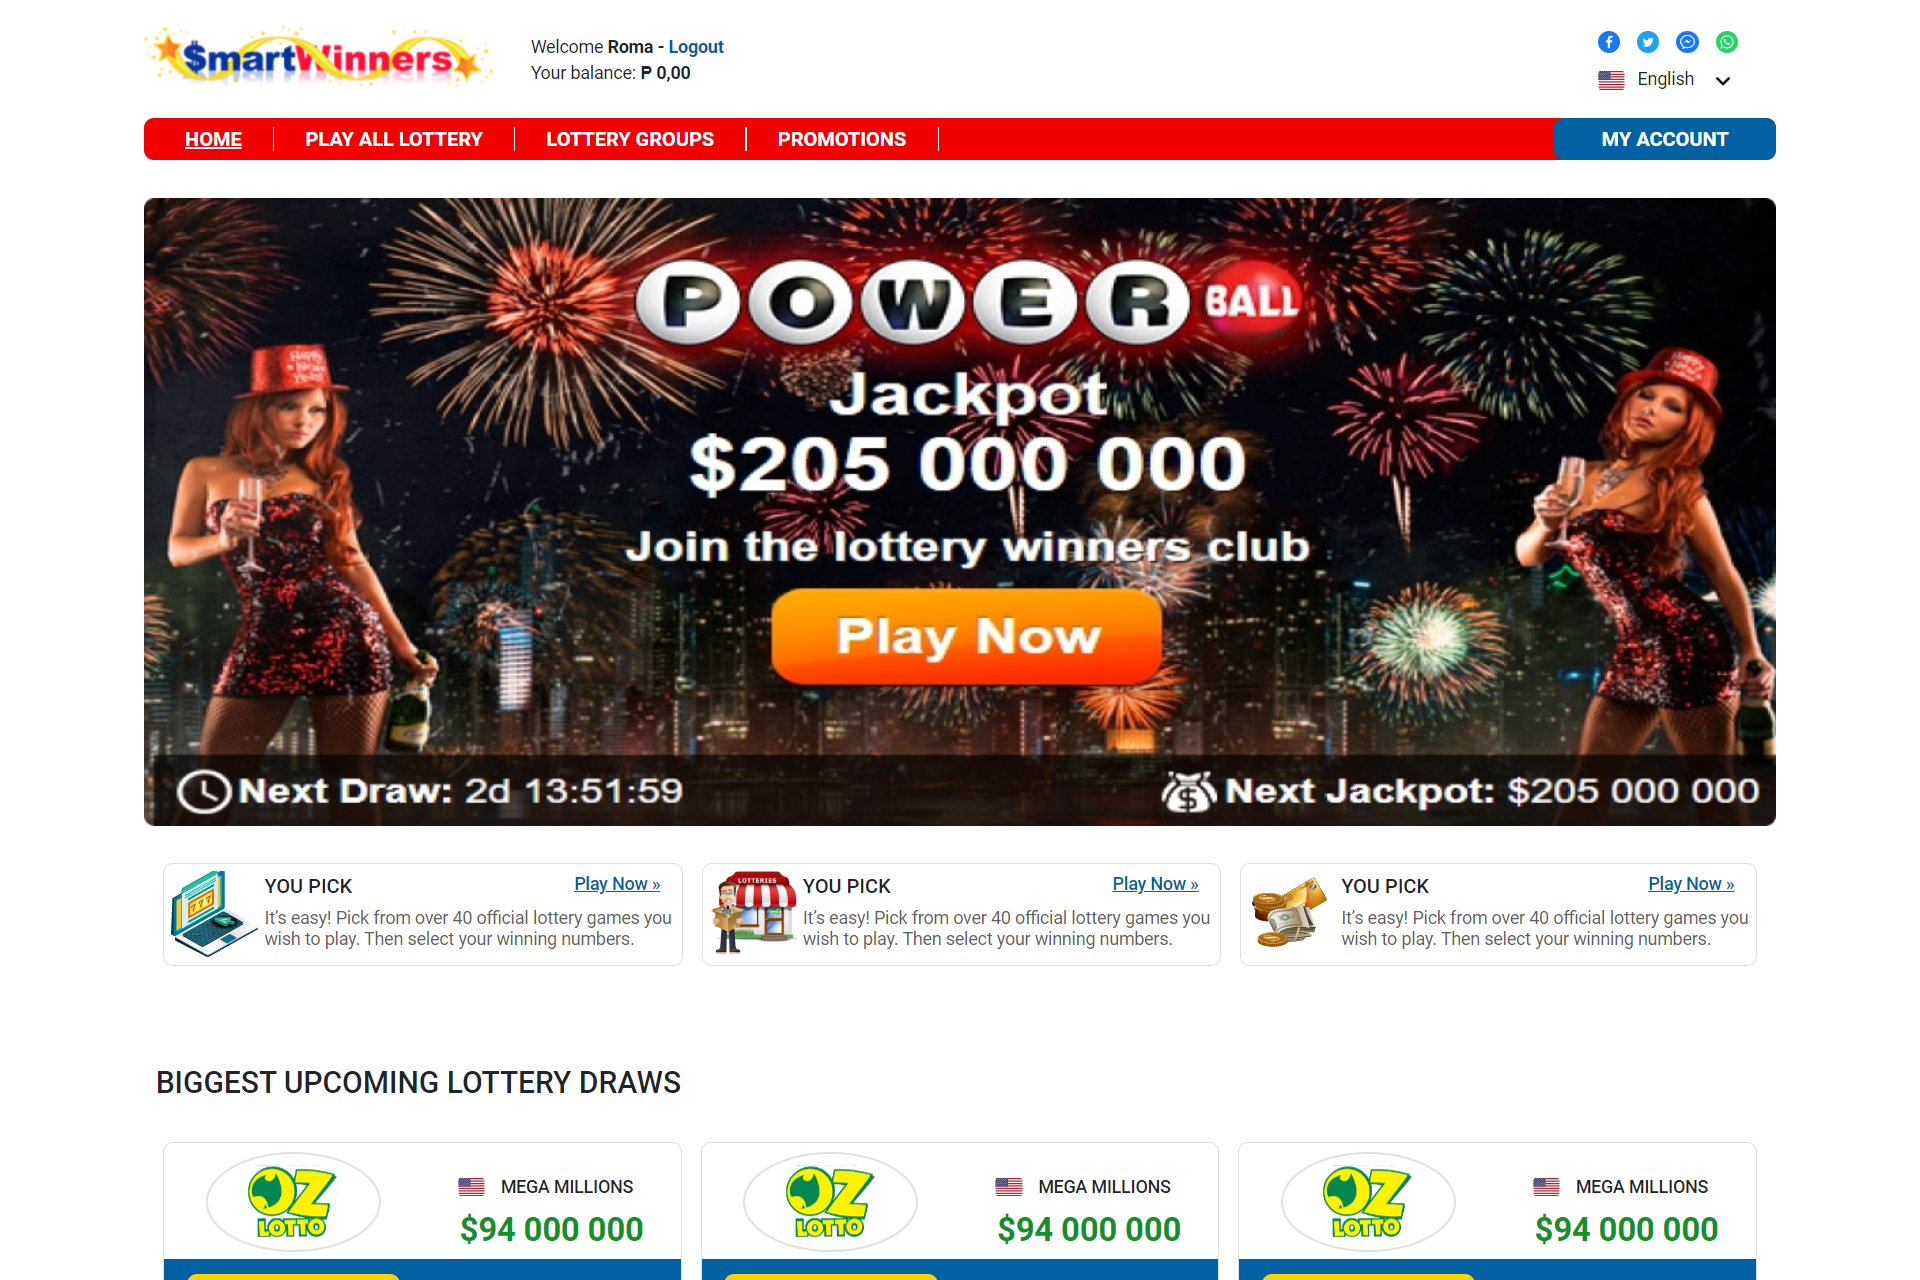 $martWinners
Welcome Roma - Logout
Your balance: ₱ 0,00
English
HOME
PLAY ALL LOTTERY
LOTTERY GROUPS
PROMOTIONS
MY ACCOUNT
POWER BALL
Jackpot
$205 000 000
Join the lottery winners club
Play Now
Happy
New
Year
Next Draw: 2d 13:51:59
Next Jackpot: $205 000 000
777
YOU PICK
Play Now »
It's easy! Pick from over 40 official lottery games you
wish to play. Then select your winning numbers.
LOTTERIES
YOU PICK
Play Now »
It's easy! Pick from over 40 official lottery games you
wish to play. Then select your winning numbers.
YOU PICK
Play Now »
It's easy! Pick from over 40 official lottery games you
wish to play. Then select your winning numbers.
BIGGEST UPCOMING LOTTERY DRAWS
OZ
LOTTO
MEGA MILLIONS
$94 000 000
OZ
LOTTO
MEGA MILLIONS
$94 000 000
OZ
LOTTO
MEGA MILLIONS
$94 000 000